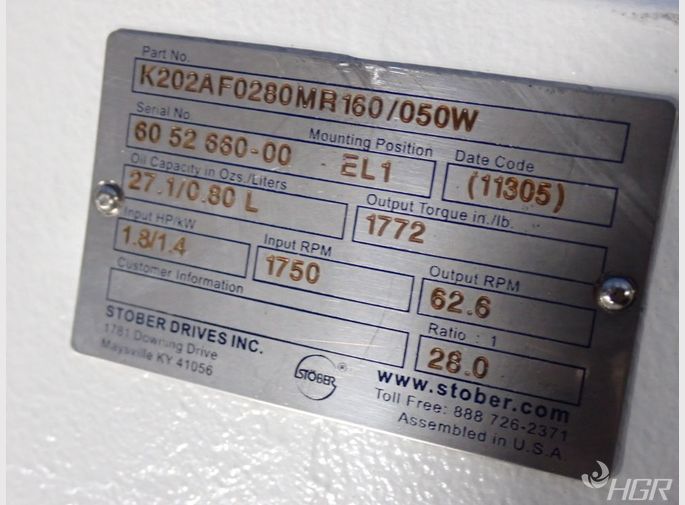 Part No.
K202AF0280MR160/050W
Serial No.
60 52 660-00
Mounting Position
EL1
Date Code
(11305)
Oil Capacity in Ozs./Liters
27.1/0.80 L
Output Torque in./lb.
1772
Input HP/kW
1.8/1.4
Input RPM
1750
Output RPM
62.6
Customer Information
Ratio : 1
28.0
STOBER DRIVES INC.
1781 Downing Drive
Maysville KY 41056
STOBER ®
www.stober.com
Toll Free: 888 726-2371
Assembled in U.S.A.
HGR